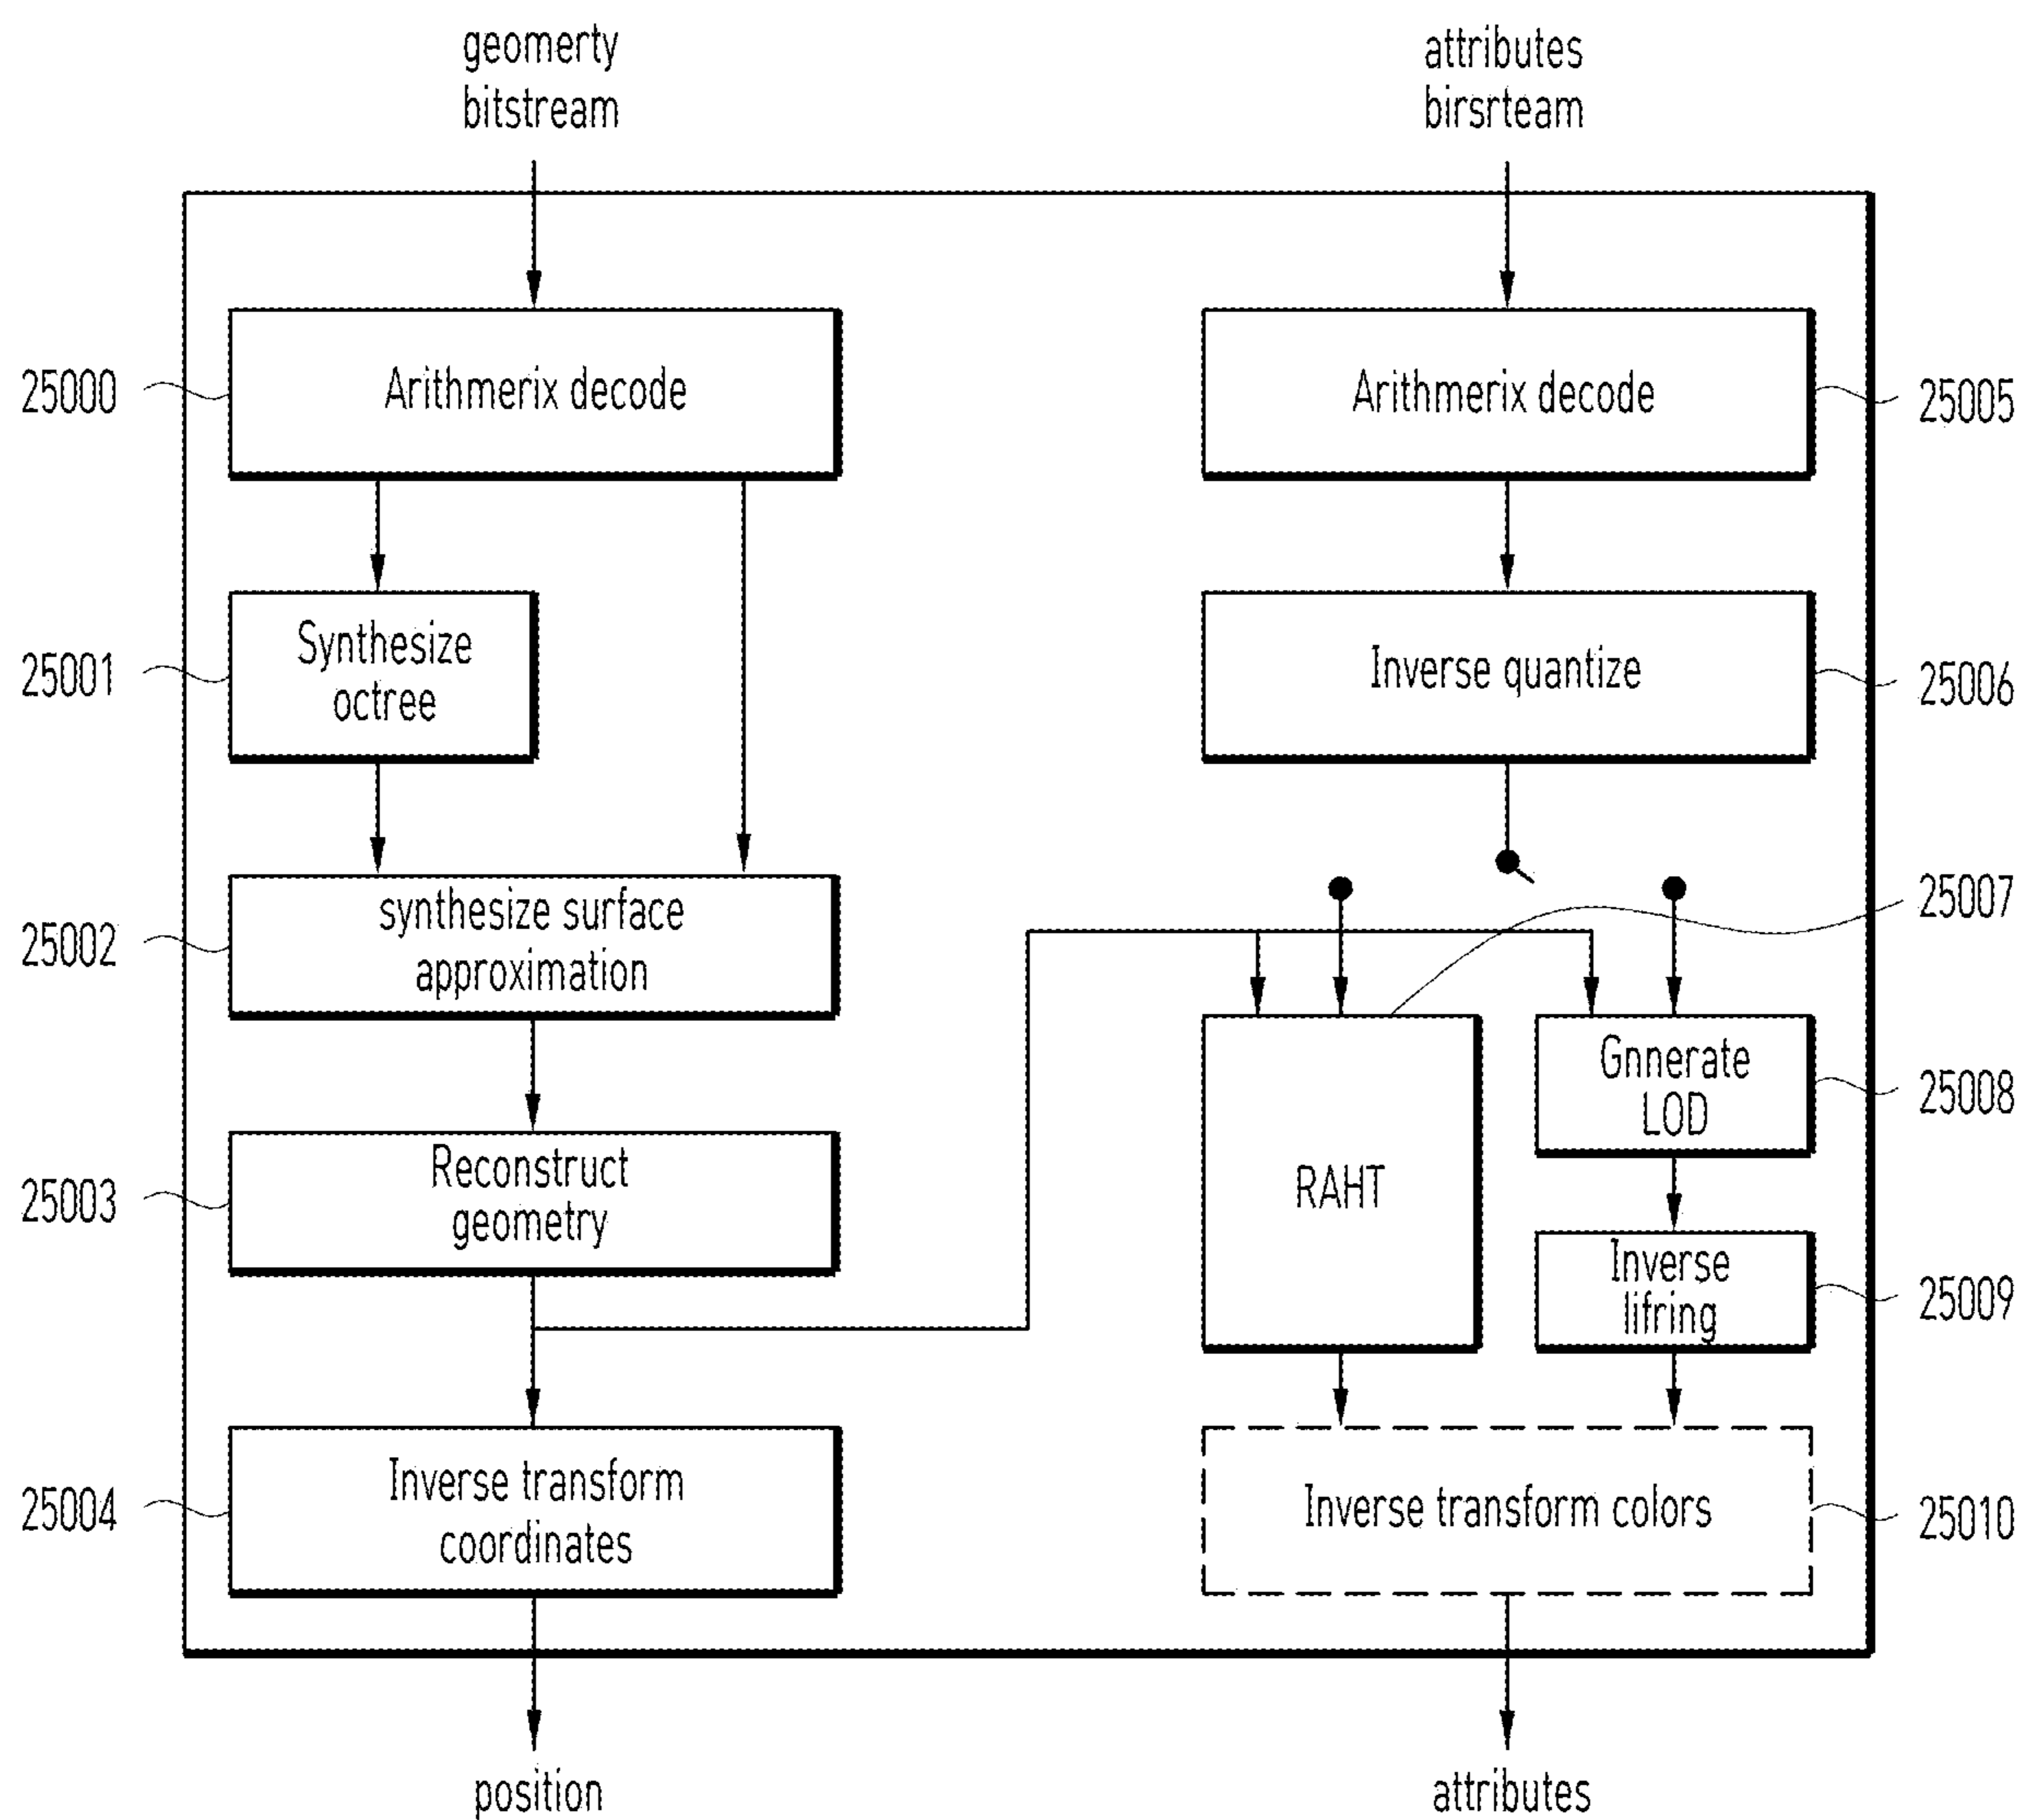 geomerty
bitstream
attributes
birsrteam
25000
Arithmerix decode
Arithmerix decode
25005
25001
Synthesize
octree
Inverse quantize
25006
25002
synthesize surface
approximation
25007
25003
Reconstruct
geometry
RAHT
Gnnerate
LOD
25008
Inverse
lifring
25009
25004
Inverse transform
coordinates
Inverse transform colors
25010
position
attributes